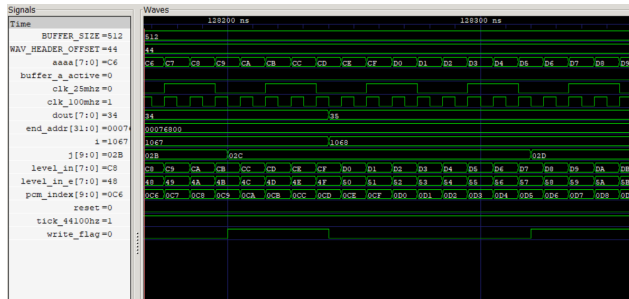 Signals
Waves
Time
128200 ns
128300 ns
BUFFER_SIZE =512
512
WAV_HEADER_OFFSET =44
44
aaaa[7:0] =C6
C6 C7 C8 C9 CA CB CC CD CE CF D0 D1 D2 D3 D4 D5 D6 D7 D8 D9
buffer_a_active =0
clk_25mhz =0
clk_100mhz =1
dout[7:0] =34
34 35
end_addr[31:0] =0007
00076800
i =1067
1067 1068
j[9:0] =02B
02B 02C 02D
level_in[7:0] =C8
C8 C9 CA CB CC CD CE CF D0 D1 D2 D3 D4 D5 D6 D7 D8 D9 DA DB
level_in_e[7:0] =48
48 49 4A 4B 4C 4D 4E 4F 50 51 52 53 54 55 56 57 58 59 5A 5B
pcm_index[9:0] =0C6
0C6 0C7 0C8 0C9 0CA 0CB 0CC 0CD 0CE 0CF 0D0 0D1 0D2 0D3 0D4 0D5 0D6 0D7 0D8
reset =0
tick_44100hz =1
write_flag =0